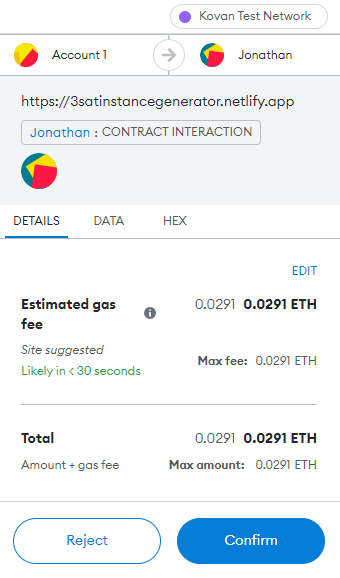 Kovan Test Network
Account 1 Jonathan
https://3satinstancegenerator.netlify.app
Jonathan : CONTRACT INTERACTION
DETAILS DATA HEX
EDIT
Estimated gas fee 0.0291 0.0291 ETH
Site suggested Max fee: 0.0291 ETH
Likely in < 30 seconds
Total 0.0291 0.0291 ETH
Amount + gas fee Max amount: 0.0291 ETH
Reject Confirm